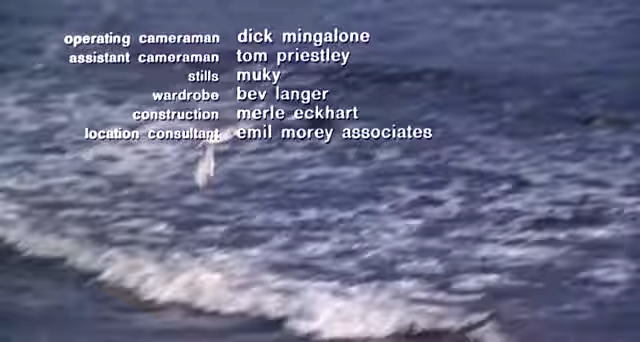 operating cameraman dick mingalone
assistant cameraman tom priestley
stills muky
wardrobe bev langer
construction merle eckhart
location consultant emil morey associates